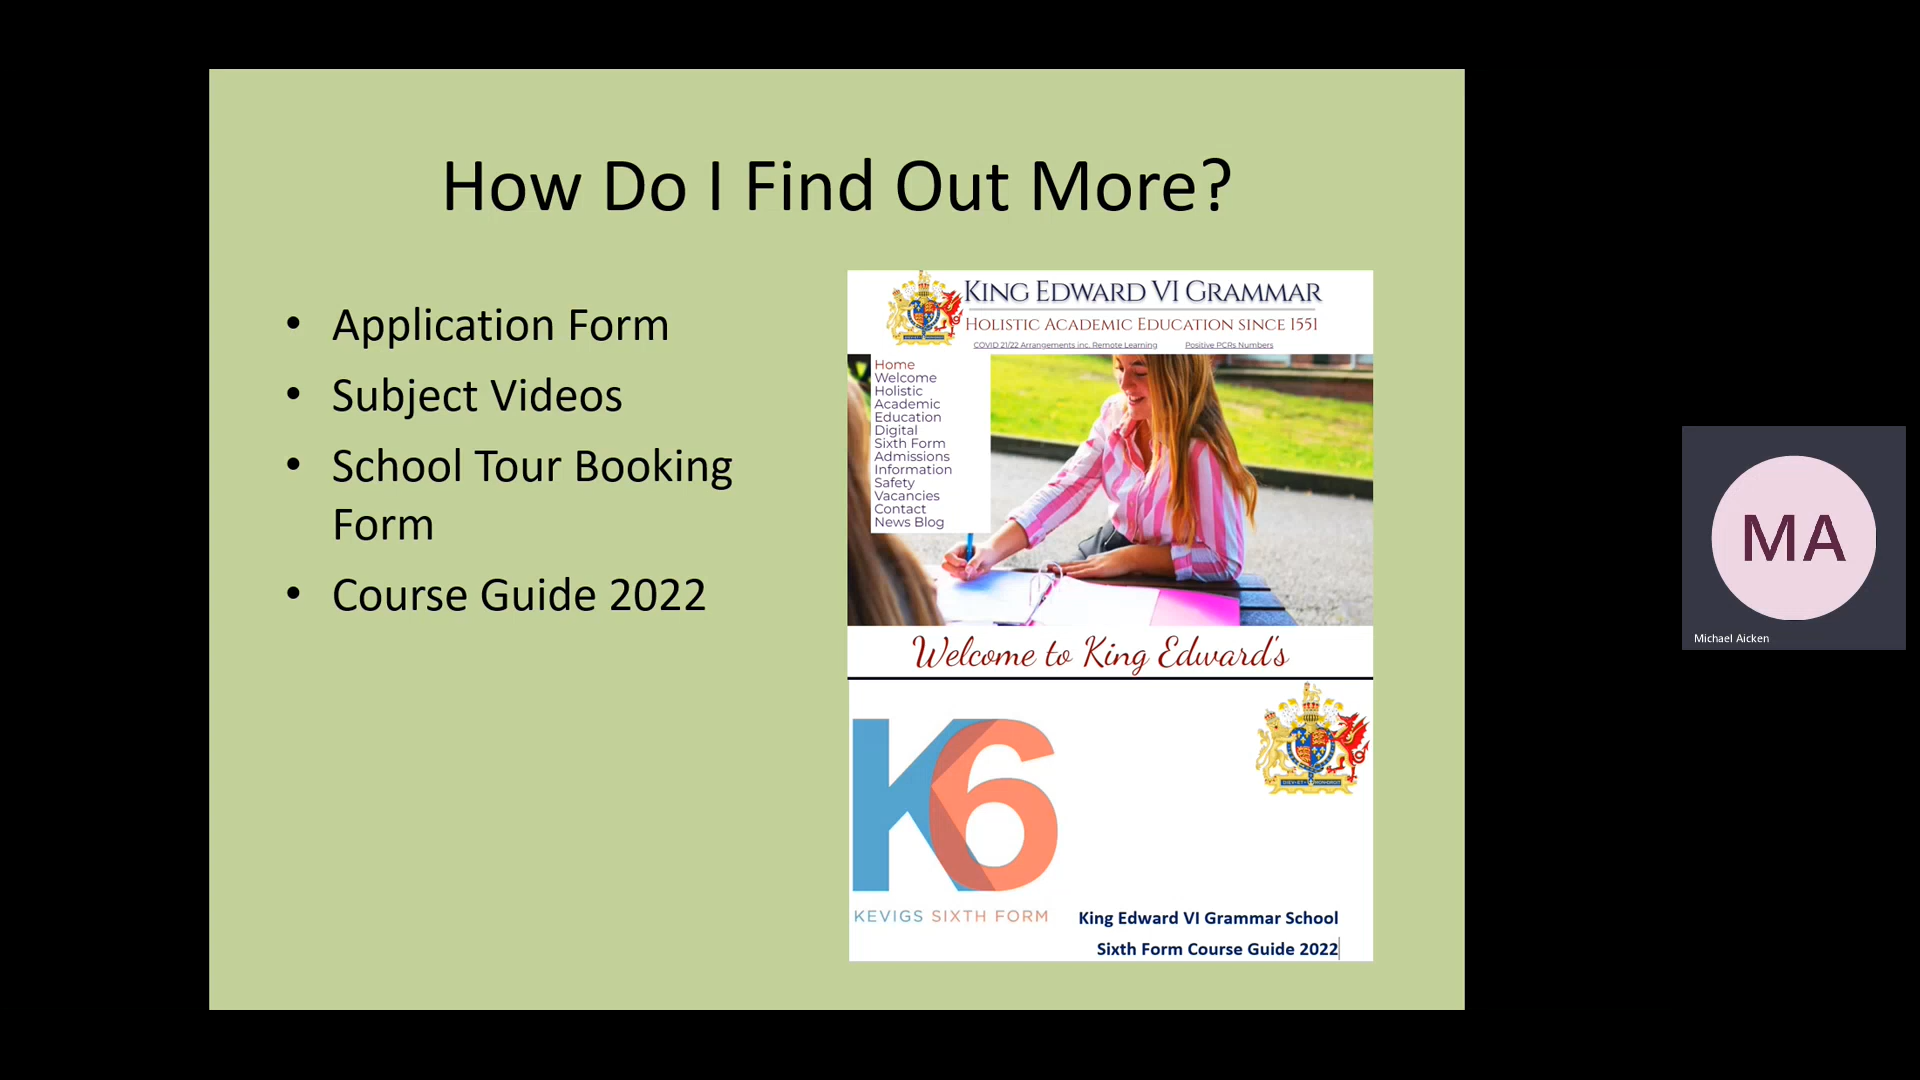 How Do I Find Out More?
• Application Form
• Subject Videos
• School Tour Booking
Form
• Course Guide 2022
KING EDWARD VI GRAMMAR
HOLISTIC ACADEMIC EDUCATION SINCE 1551
COVID 21/22 Arrangements inc. Remote Learning
Positive PCRs Numbers
Home
Welcome
Holistic
Academic
Education
Digital
Sixth Form
Admissions
Information
Safety
Vacancies
Contact
News Blog
Welcome to King Edward's
K6
KEVIGS SIXTH FORM
King Edward VI Grammar School
Sixth Form Course Guide 2022
MA
Michael Aicken